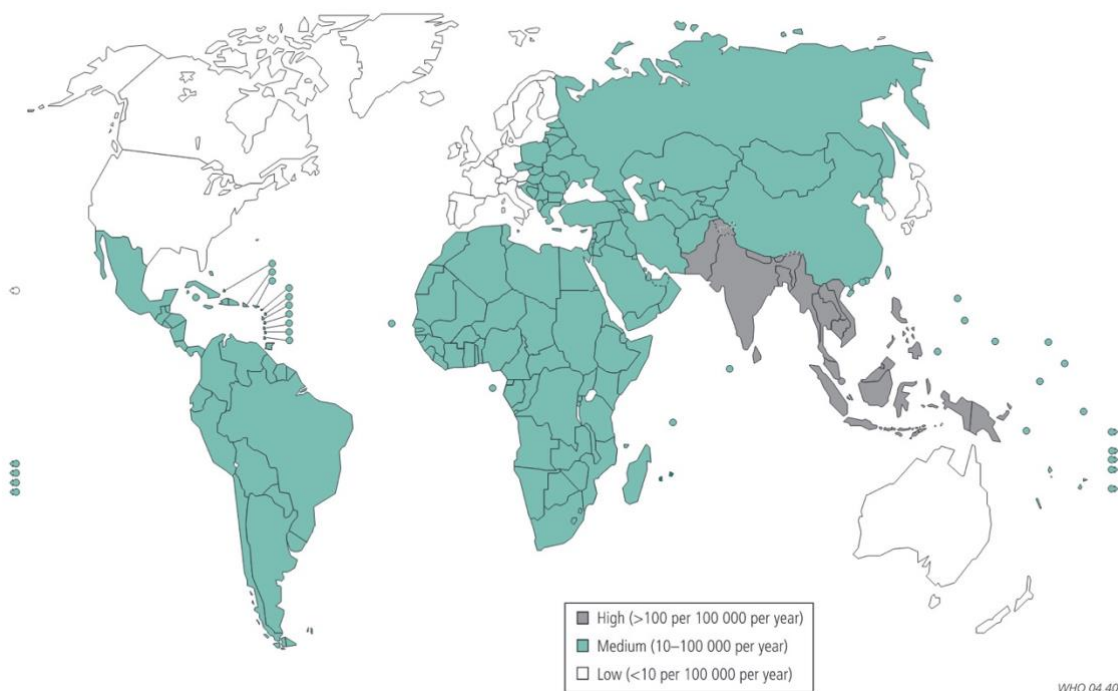 High (>100 per 100 000 per year)
Medium (10–100 000 per year)
Low (<10 per 100 000 per year)
WHO 04.40